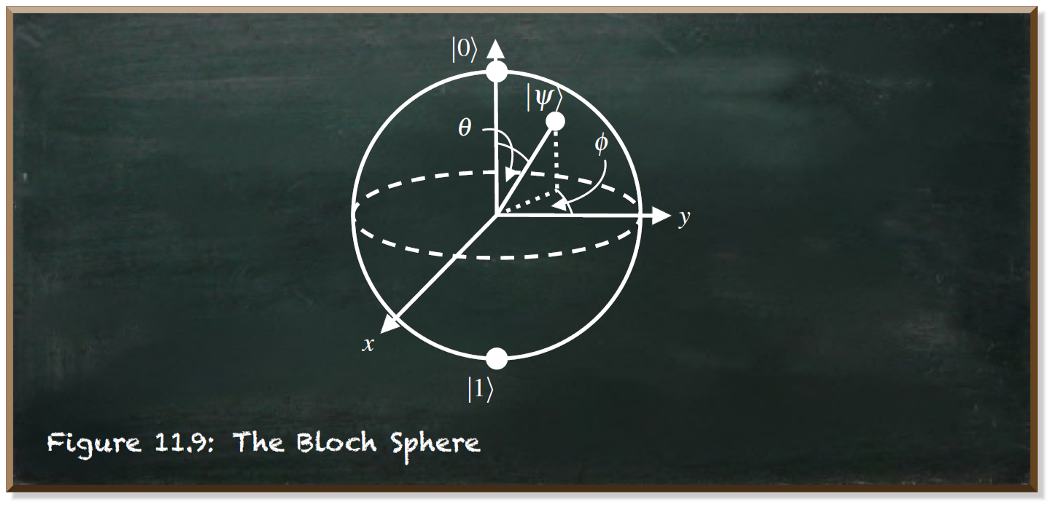 |0⟩
|ψ⟩
θ
ϕ
y
x
|1⟩
Figure 11.9: The Bloch Sphere